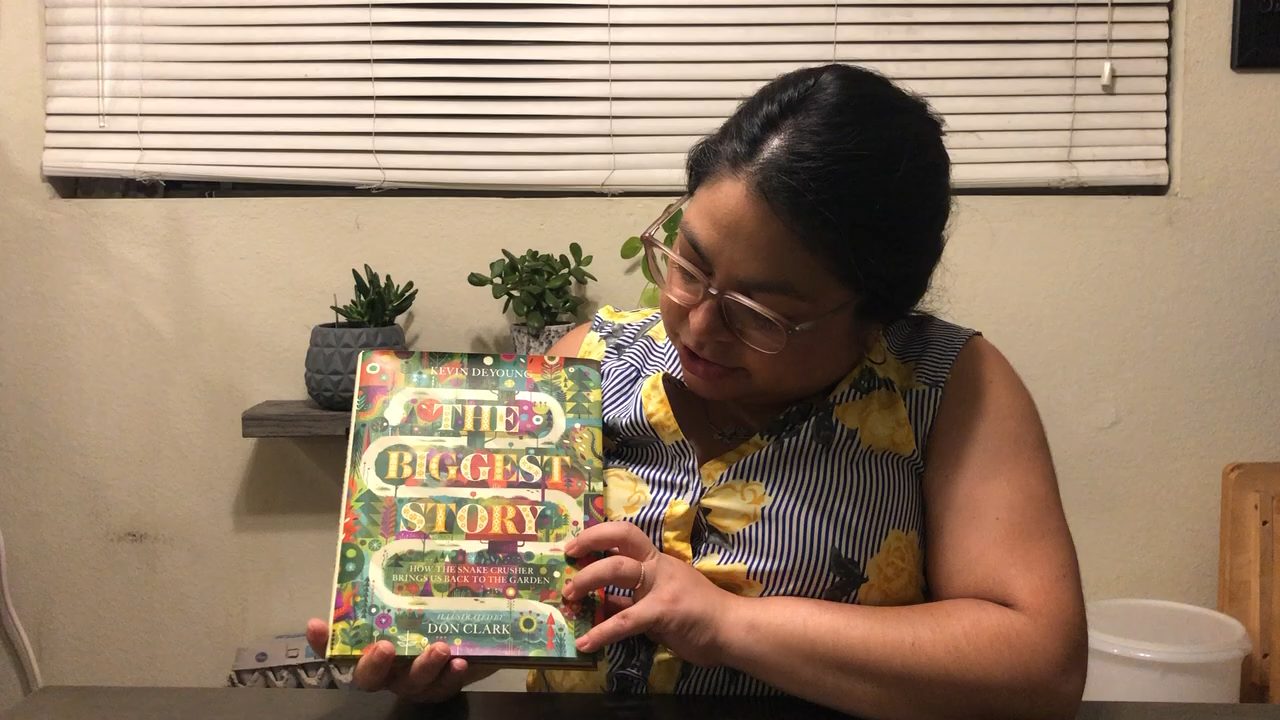 KEVIN DEYOUNG
THE
BIGGEST
STORY
HOW THE SNAKE CRUSHER
BRINGS US BACK TO THE GARDEN
ILLUSTRATED BY
DON CLARK